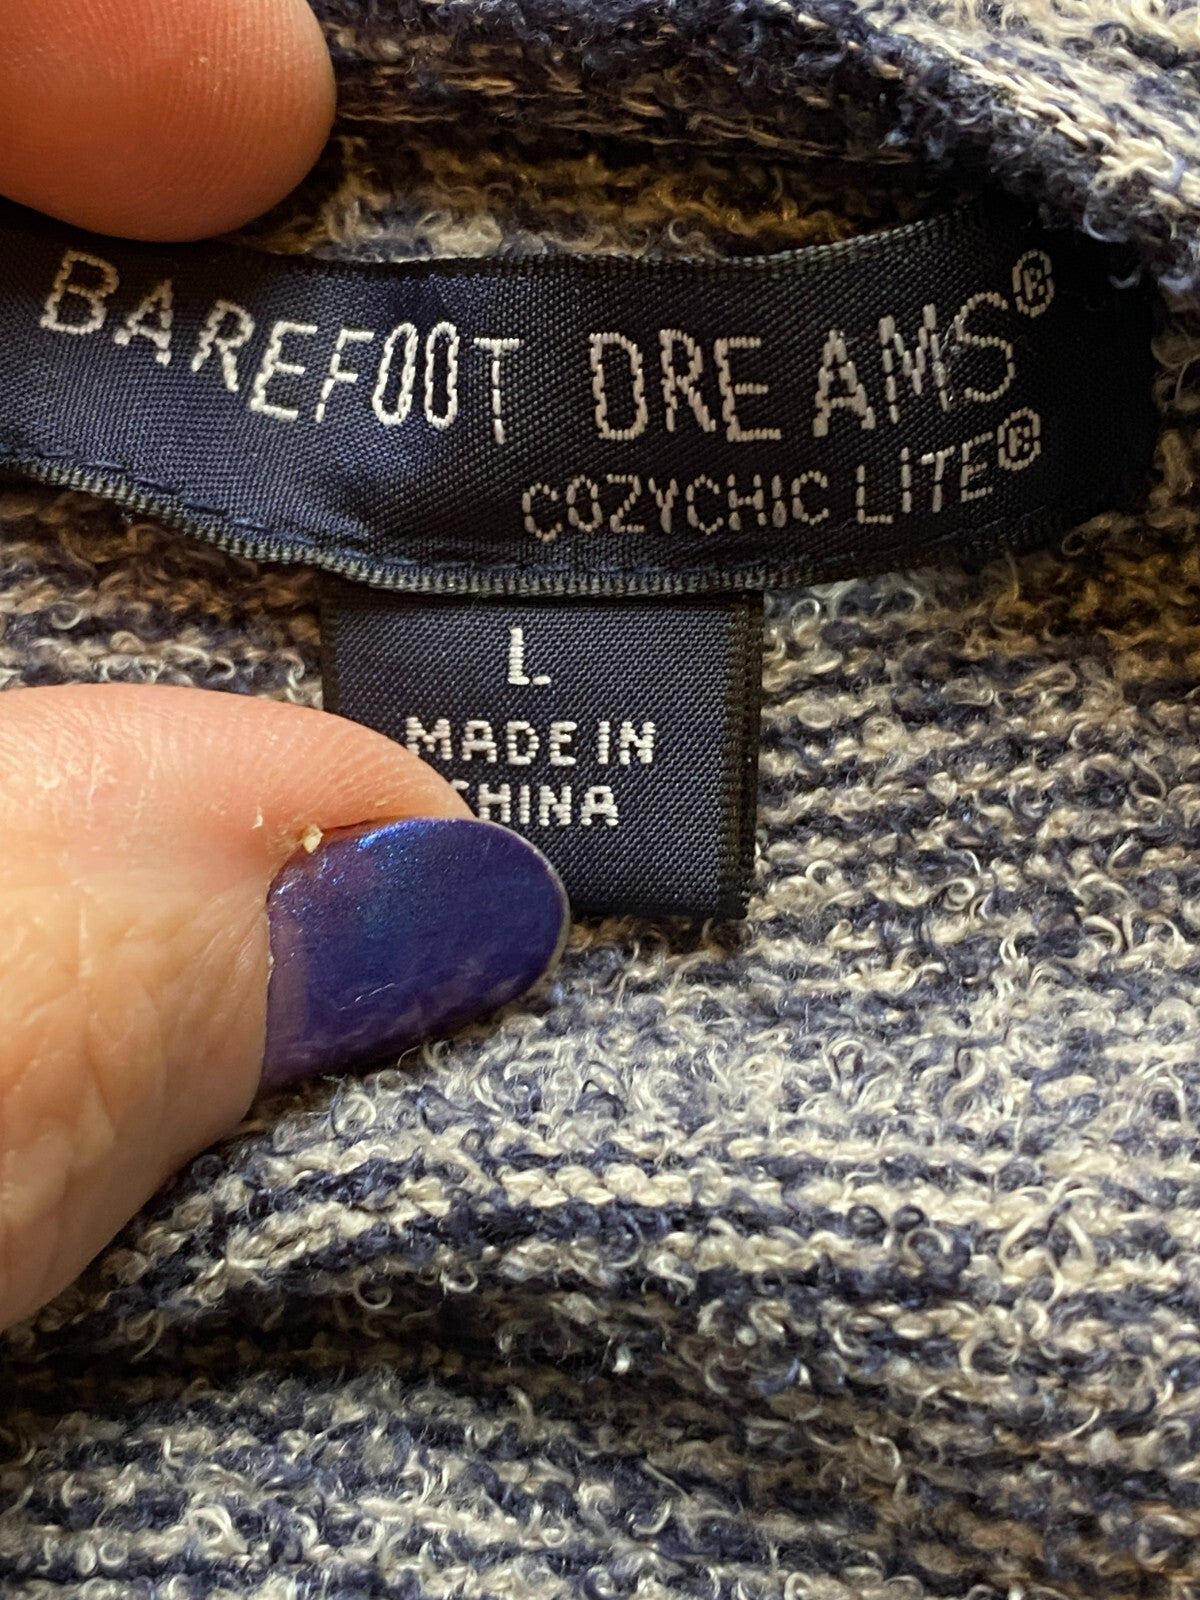 BAREFOOT DREAMS®
COZYCHIC LITE®
L
MADE IN
CHINA